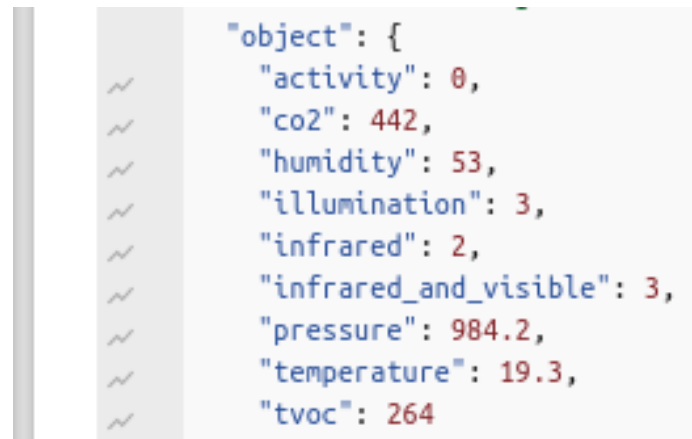 "object": {
"activity": 0,
"co2": 442,
"humidity": 53,
"illumination": 3,
"infrared": 2,
"infrared_and_visible": 3,
"pressure": 984.2,
"temperature": 19.3,
"tvoc": 264